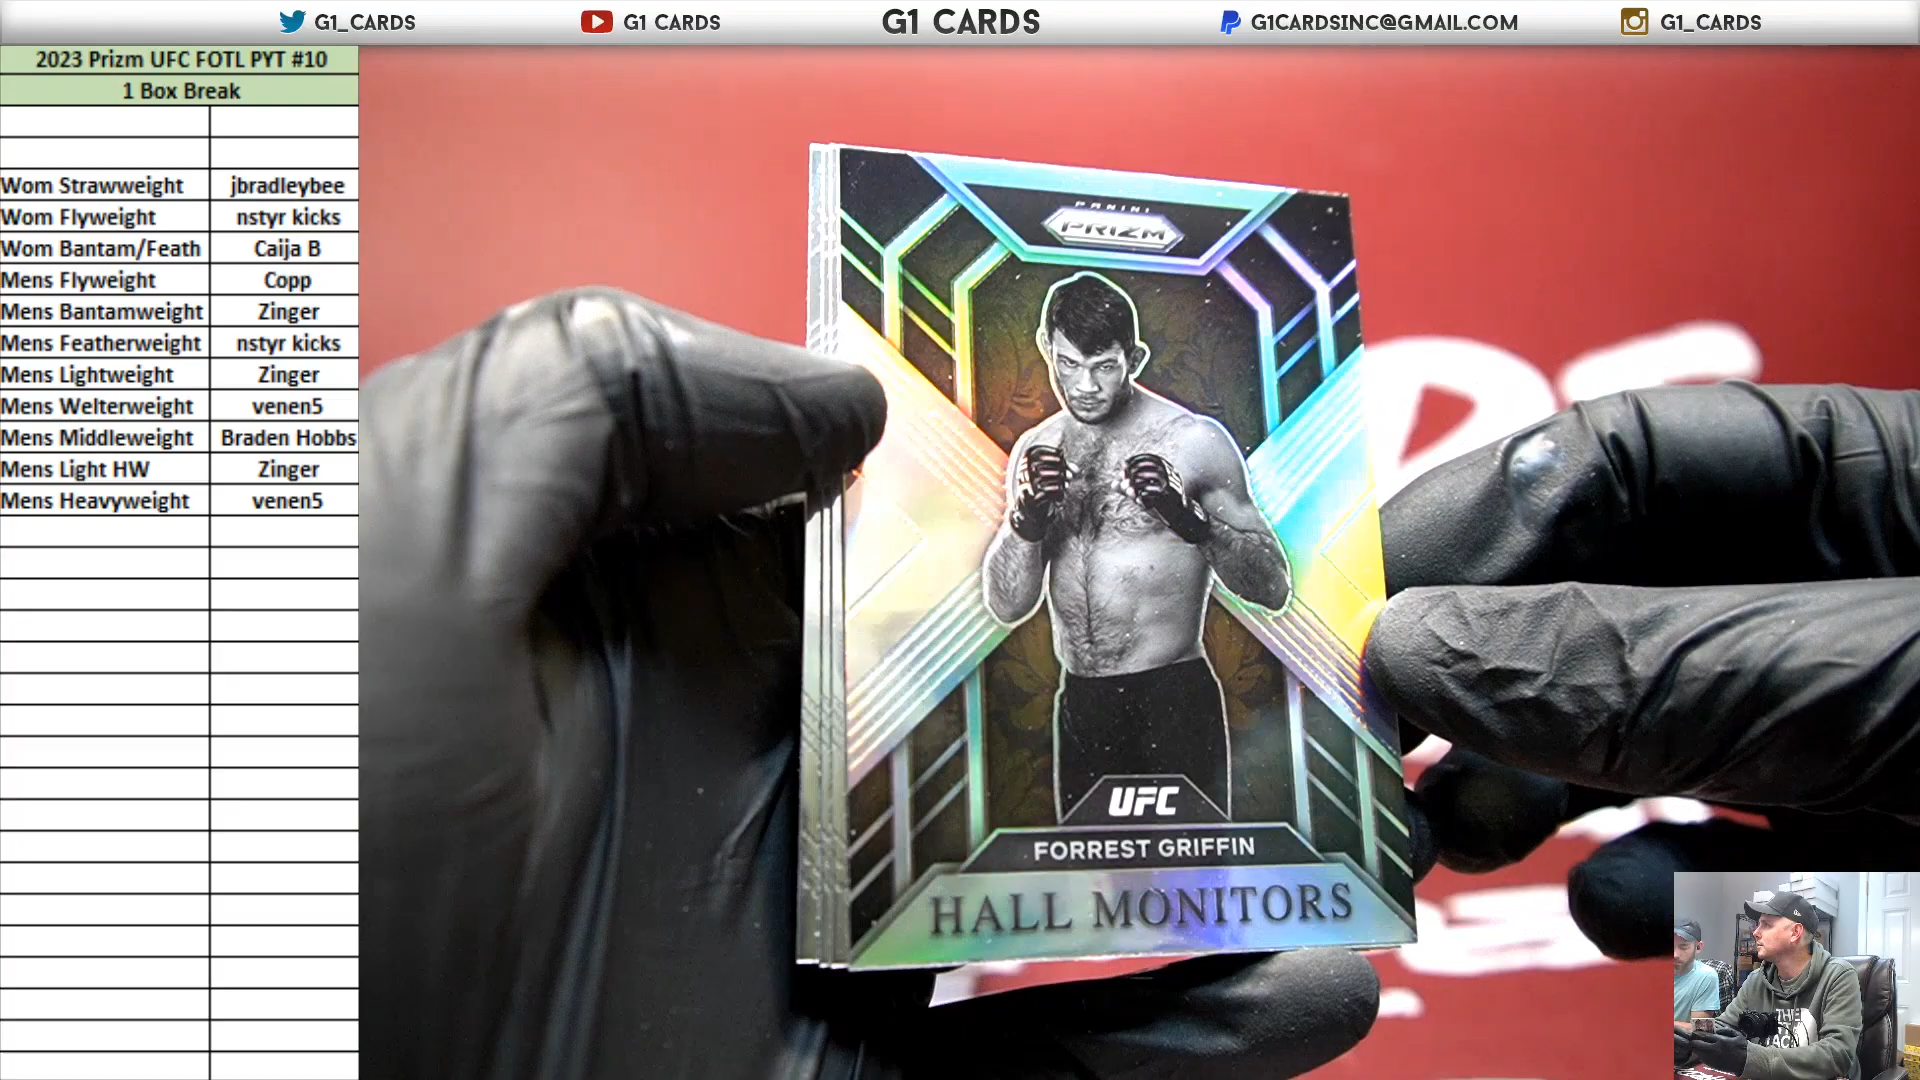 G1_CARDS
G1 CARDS
G1 CARDS
G1CARDSINC@GMAIL.COM
G1_CARDS
2023 Prizm UFC FOTL PYT #10
1 Box Break
Wom Strawweight jbradleybee
Wom Flyweight nstyr kicks
Wom Bantam/Feath Caija B
Mens Flyweight Copp
Mens Bantamweight Zinger
Mens Featherweight nstyr kicks
Mens Lightweight Zinger
Mens Welterweight venen5
Mens Middleweight Braden Hobbs
Mens Light HW Zinger
Mens Heavyweight venen5
PANINI
PRIZM
UFC
FORREST GRIFFIN
HALL MONITORS
THE